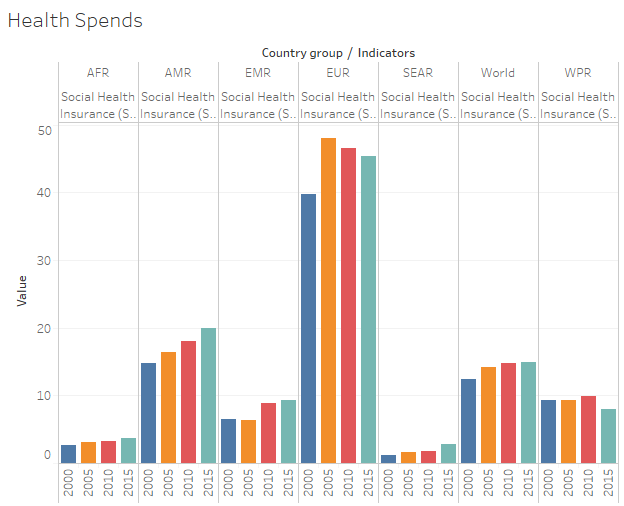 Health Spends
Country group / Indicators
AFR AMR EMR EUR SEAR World WPR
Social Health Social Health Social Health Social Health Social Health Social Health Social Health
Insurance (S.. Insurance (S.. Insurance (S.. Insurance (S.. Insurance (S.. Insurance (S.. Insurance (S..
50
40
30
20
10
0
Value
2000 2005 2010 2015 2000 2005 2010 2015 2000 2005 2010 2015 2000 2005 2010 2015 2000 2005 2010 2015 2000 2005 2010 2015 2000 2005 2010 2015